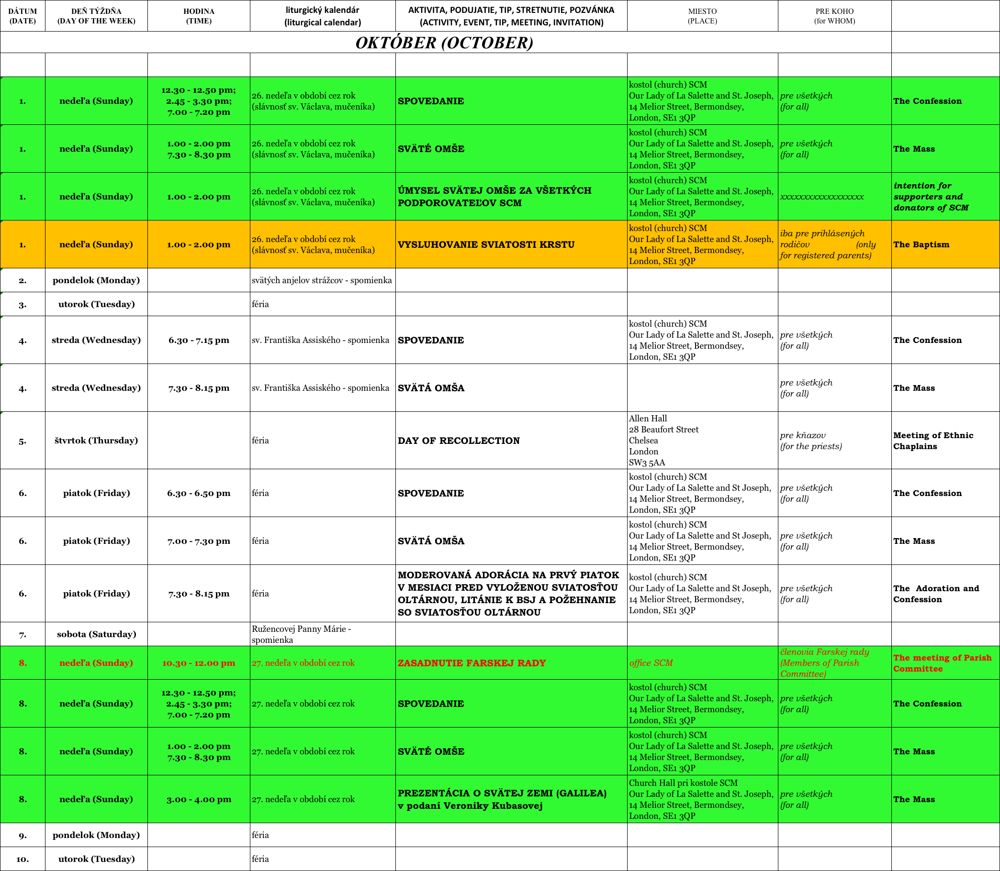 DÁTUM
(DATE)
DEŇ TÝŽDŇA
(DAY OF THE WEEK)
HODINA
(TIME)
liturgický kalendár
(liturgical calendar)
AKTIVITA, PODUJATIE, TIP, STRETNUTIE, POZVÁNKA
(ACTIVITY, EVENT, TIP, MEETING, INVITATION)
MIESTO
(PLACE)
PRE KOHO
(for WHOM)
OKTÓBER (OCTOBER)
1.
nedeľa (Sunday)
12.30 - 12.50 pm;
2.45 - 3.30 pm;
7.00 - 7.20 pm
26. nedeľa v období cez rok
(slávnosť sv. Václava, mučeníka)
SPOVEDANIE
kostol (church) SCM
Our Lady of La Salette and St. Joseph,
14 Melior Street, Bermondsey,
London, SE1 3QP
pre všetkých
(for all)
The Confession
1.
nedeľa (Sunday)
1.00 - 2.00 pm
7.30 - 8.30 pm
26. nedeľa v období cez rok
(slávnosť sv. Václava, mučeníka)
SVÄTÉ OMŠE
kostol (church) SCM
Our Lady of La Salette and St. Joseph,
14 Melior Street, Bermondsey,
London, SE1 3QP
pre všetkých
(for all)
The Mass
1.
nedeľa (Sunday)
1.00 - 2.00 pm
26. nedeľa v období cez rok
(slávnosť sv. Václava, mučeníka)
ÚMYSEL SVÄTEJ OMŠE ZA VŠETKÝCH
PODPOROVATEĽOV SCM
kostol (church) SCM
Our Lady of La Salette and St. Joseph,
14 Melior Street, Bermondsey,
London, SE1 3QP
xxxxxxxxxxxxxxxxxx
intention for
supporters and
donators of SCM
1.
nedeľa (Sunday)
1.00 - 2.00 pm
26. nedeľa v období cez rok
(slávnosť sv. Václava, mučeníka)
VYSLUHOVANIE SVIATOSTI KRSTU
kostol (church) SCM
Our Lady of La Salette and St. Joseph,
14 Melior Street, Bermondsey,
London, SE1 3QP
iba pre prihlásených
rodičov (only
for registered parents)
The Baptism
2.
pondelok (Monday)
svätých anjelov strážcov - spomienka
3.
utorok (Tuesday)
féria
4.
streda (Wednesday)
6.30 - 7.15 pm
sv. Františka Assiského - spomienka
SPOVEDANIE
kostol (church) SCM
Our Lady of La Salette and St. Joseph,
14 Melior Street, Bermondsey,
London, SE1 3QP
pre všetkých
(for all)
The Confession
4.
streda (Wednesday)
7.30 - 8.15 pm
sv. Františka Assiského - spomienka
SVÄTÁ OMŠA
pre všetkých
(for all)
The Mass
5.
štvrtok (Thursday)
féria
DAY OF RECOLLECTION
Allen Hall
28 Beaufort Street
Chelsea
London
SW3 5AA
pre kňazov
(for the priests)
Meeting of Ethnic
Chaplains
6.
piatok (Friday)
6.30 - 6.50 pm
féria
SPOVEDANIE
kostol (church) SCM
Our Lady of La Salette and St Joseph,
14 Melior Street, Bermondsey,
London, SE1 3QP
pre všetkých
(for all)
The Confession
6.
piatok (Friday)
7.00 - 7.30 pm
féria
SVÄTÁ OMŠA
kostol (church) SCM
Our Lady of La Salette and St Joseph,
14 Melior Street, Bermondsey,
London, SE1 3QP
pre všetkých
(for all)
The Mass
6.
piatok (Friday)
7.30 - 8.15 pm
féria
MODEROVANÁ ADORÁCIA NA PRVÝ PIATOK
V MESIACI PRED VYLOŽENOU SVIATOSŤOU
OLTÁRNOU, LITÁNIE K BSJ A POŽEHNANIE
SO SVIATOSŤOU OLTÁRNOU
kostol (church) SCM
Our Lady of La Salette and St Joseph,
14 Melior Street, Bermondsey,
London, SE1 3QP
pre všetkých
(for all)
The Adoration and
Confession
7.
sobota (Saturday)
Ružencovej Panny Márie -
spomienka
8.
nedeľa (Sunday)
10.30 - 12.00 pm
27. nedeľa v období cez rok
ZASADNUTIE FARSKEJ RADY
office SCM
členovia Farskej rady
(Members of Parish
Committee)
The meeting of Parish
Committee
8.
nedeľa (Sunday)
12.30 - 12.50 pm;
2.45 - 3.30 pm;
7.00 - 7.20 pm
27. nedeľa v období cez rok
SPOVEDANIE
kostol (church) SCM
Our Lady of La Salette and St. Joseph,
14 Melior Street, Bermondsey,
London, SE1 3QP
pre všetkých
(for all)
The Confession
8.
nedeľa (Sunday)
1.00 - 2.00 pm
7.30 - 8.30 pm
27. nedeľa v období cez rok
SVÄTÉ OMŠE
kostol (church) SCM
Our Lady of La Salette and St. Joseph,
14 Melior Street, Bermondsey,
London, SE1 3QP
pre všetkých
(for all)
The Mass
8.
nedeľa (Sunday)
3.00 - 4.00 pm
27. nedeľa v období cez rok
PREZENTÁCIA O SVÄTEJ ZEMI (GALILEA)
v podaní Veroniky Kubasovej
Church Hall pri kostole SCM
Our Lady of La Salette and St. Joseph,
14 Melior Street, Bermondsey,
London, SE1 3QP
pre všetkých
(for all)
The Mass
9.
pondelok (Monday)
féria
10.
utorok (Tuesday)
féria